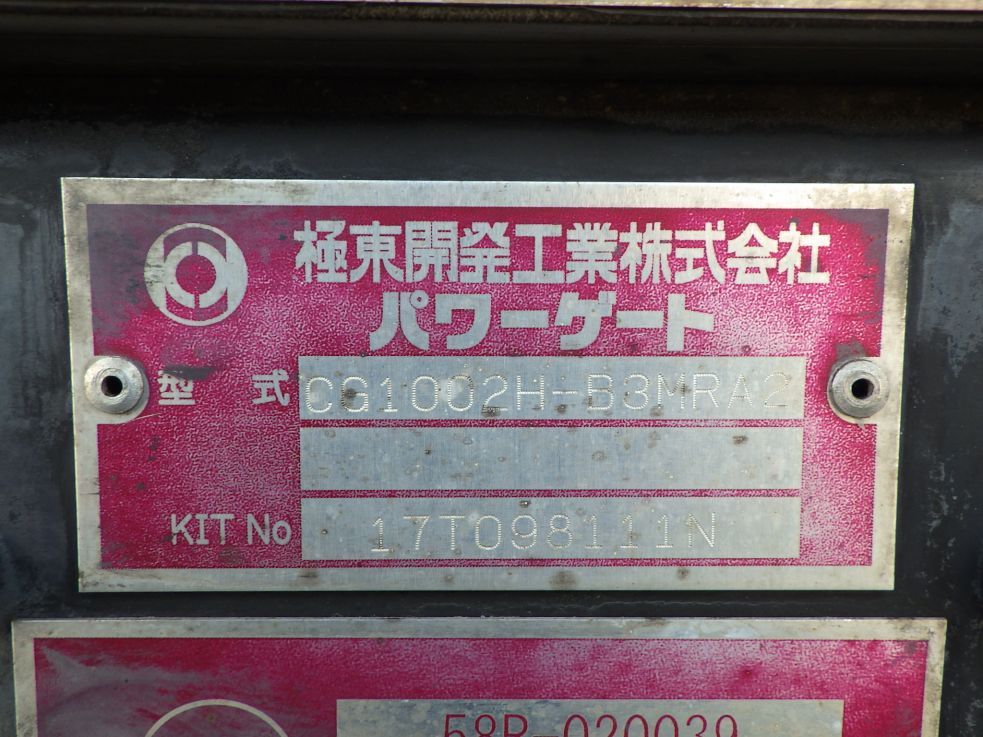 極東開発工業株式会社
パワーゲート
型 式 CG1002H-B3MRA2
KIT No 17T098111N
58R-020039